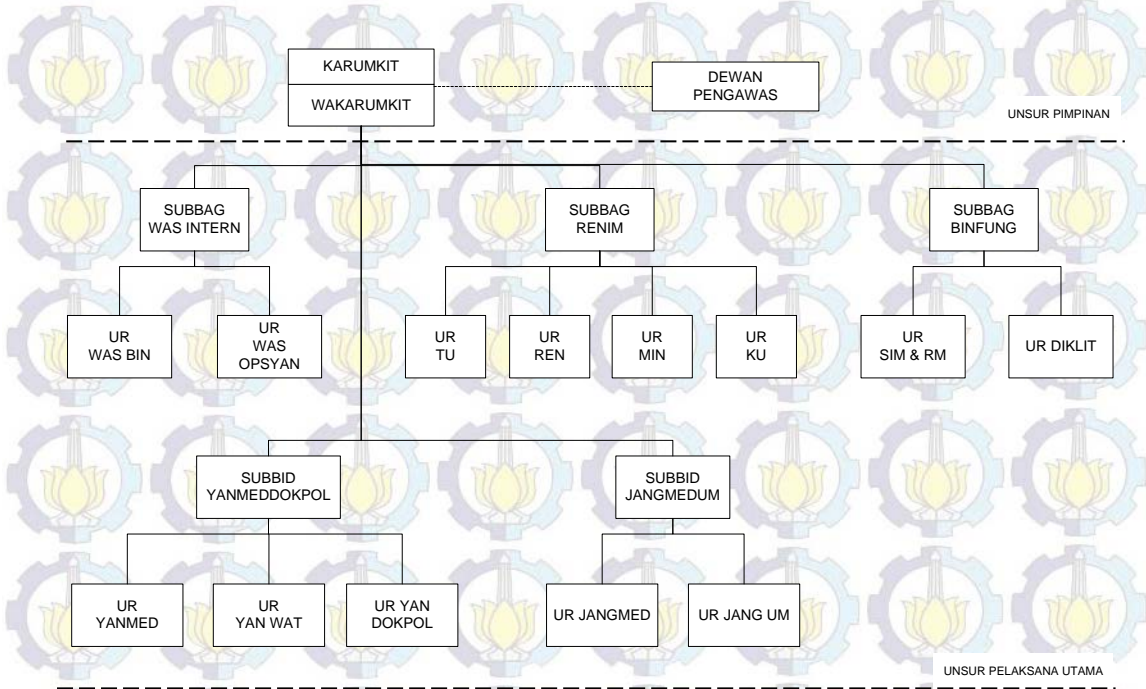 KARUMKIT
WAKARUMKIT
DEWAN
PENGAWAS
UNSUR PIMPINAN
SUBBAG
WAS INTERN
SUBBAG
RENIM
SUBBAG
BINFUNG
UR
WAS BIN
UR
WAS
OPSYAN
UR
TU
UR
REN
UR
MIN
UR
KU
UR
SIM & RM
UR DIKLIT
SUBBID
YANMEDDOKPOL
SUBBID
JANGMEDUM
UR
YANMED
UR
YAN WAT
UR YAN
DOKPOL
UR JANGMED
UR JANG UM
UNSUR PELAKSANA UTAMA